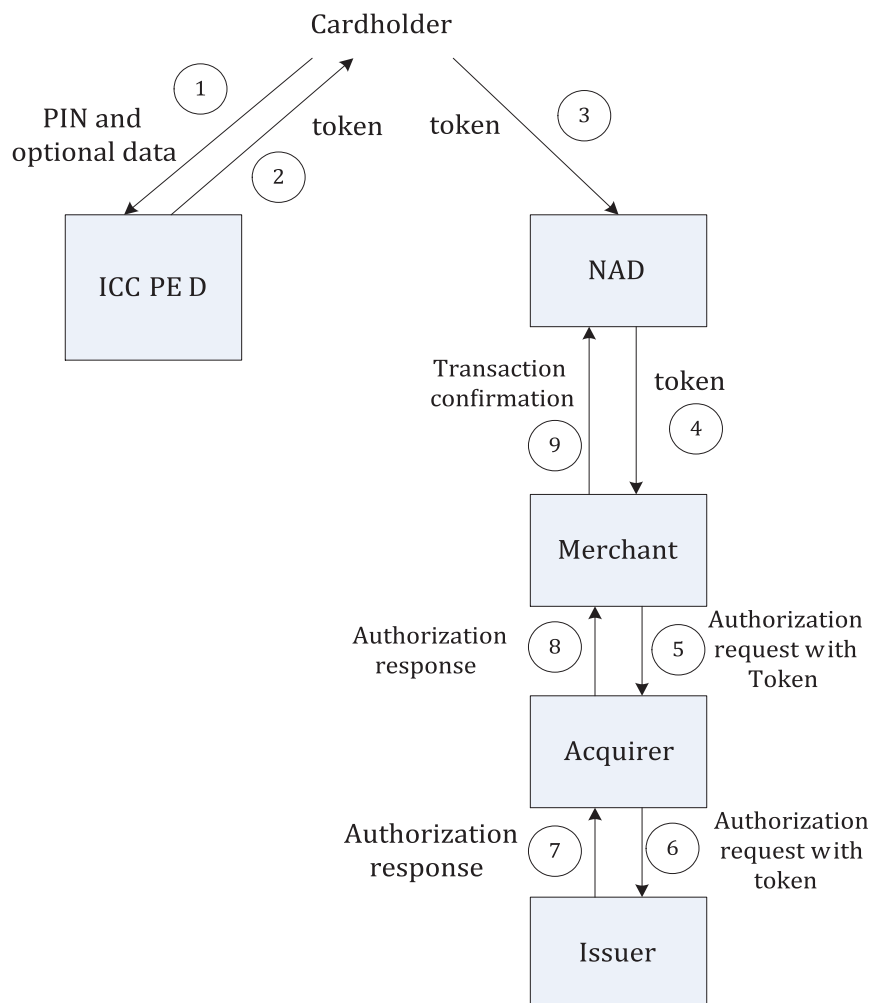 Cardholder
1
PIN and
optional data
token
2
token
3
ICC PE D
NAD
Transaction
confirmation
9
token
4
Merchant
Authorization
response
8
5
Authorization
request with
Token
Acquirer
Authorization
response
7
6
Authorization
request with
token
Issuer